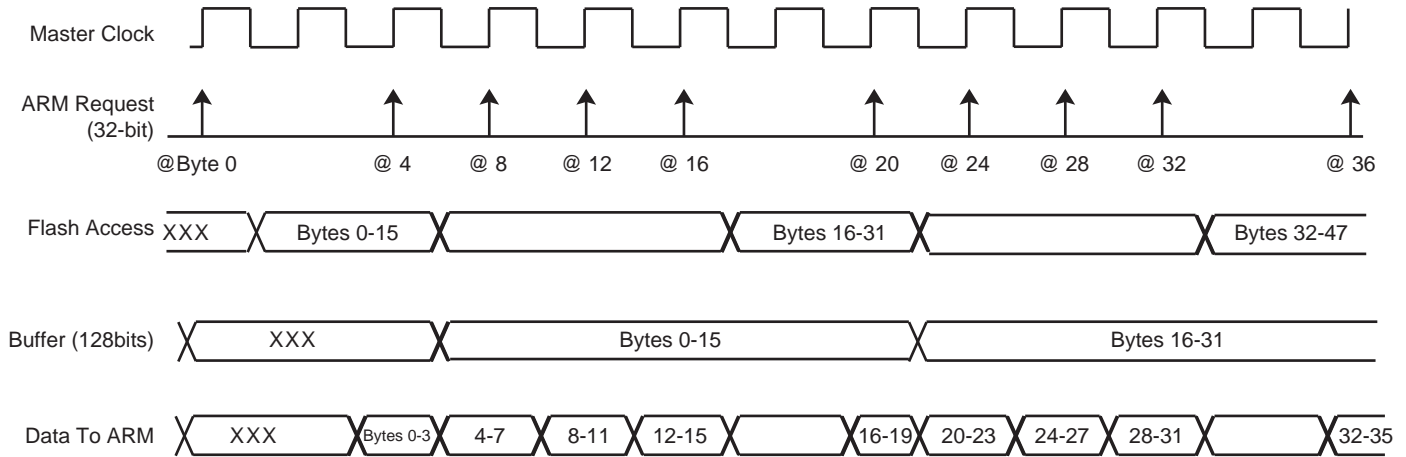 Master Clock
ARM Request
(32-bit)
@Byte 0 @ 4 @ 8 @ 12 @ 16 @ 20 @ 24 @ 28 @ 32 @ 36
Flash Access XXX Bytes 0-15 Bytes 16-31 Bytes 32-47
Buffer (128bits) XXX Bytes 0-15 Bytes 16-31
Data To ARM XXX Bytes 0-3 4-7 8-11 12-15 16-19 20-23 24-27 28-31 32-35